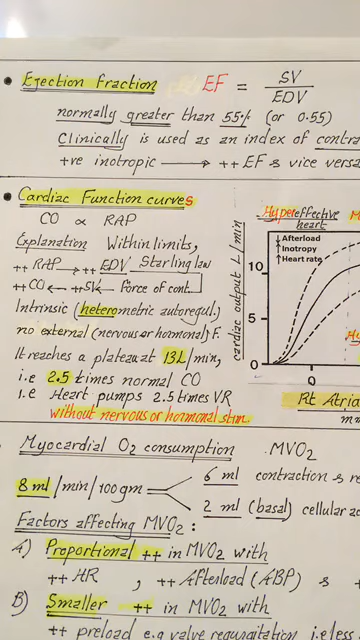 • Ejection fraction EF = SV / EDV
normally greater than 55% (or 0.55)
Clinically is used as an index of contra
+ve inotropic → ++ EF & vice versa
• Cardiac Function curves
CO ∝ RAP
Explanation Within limits,
++ RAP → ++ EDV Starling law
++ CO ← ++ SV ← Force of cont.
Intrinsic (heterometric autoregul.)
no external (nervous or hormonal) F.
It reaches a plateau at 13L/min,
i.e 2.5 times normal CO
i.e Heart pumps 2.5 times VR
without nervous or hormonal stim.
Hypereffective
heart
↓ Afterload
↑ Inotropy
↑ Heart rate
cardiac output L/min
10
5
0
0
Rt Atria
mm
Myocardial O2 consumption . MVO2
8 ml/min/100gm
6 ml contraction & re
2 ml (basal) cellular
Factors affecting MVO2 :
A) Proportional ++ in MVO2 with
++ HR , ++ Afterload (ABP) &
B) Smaller ++ in MVO2 with
++ preload e.g valve regurgitation i.e less